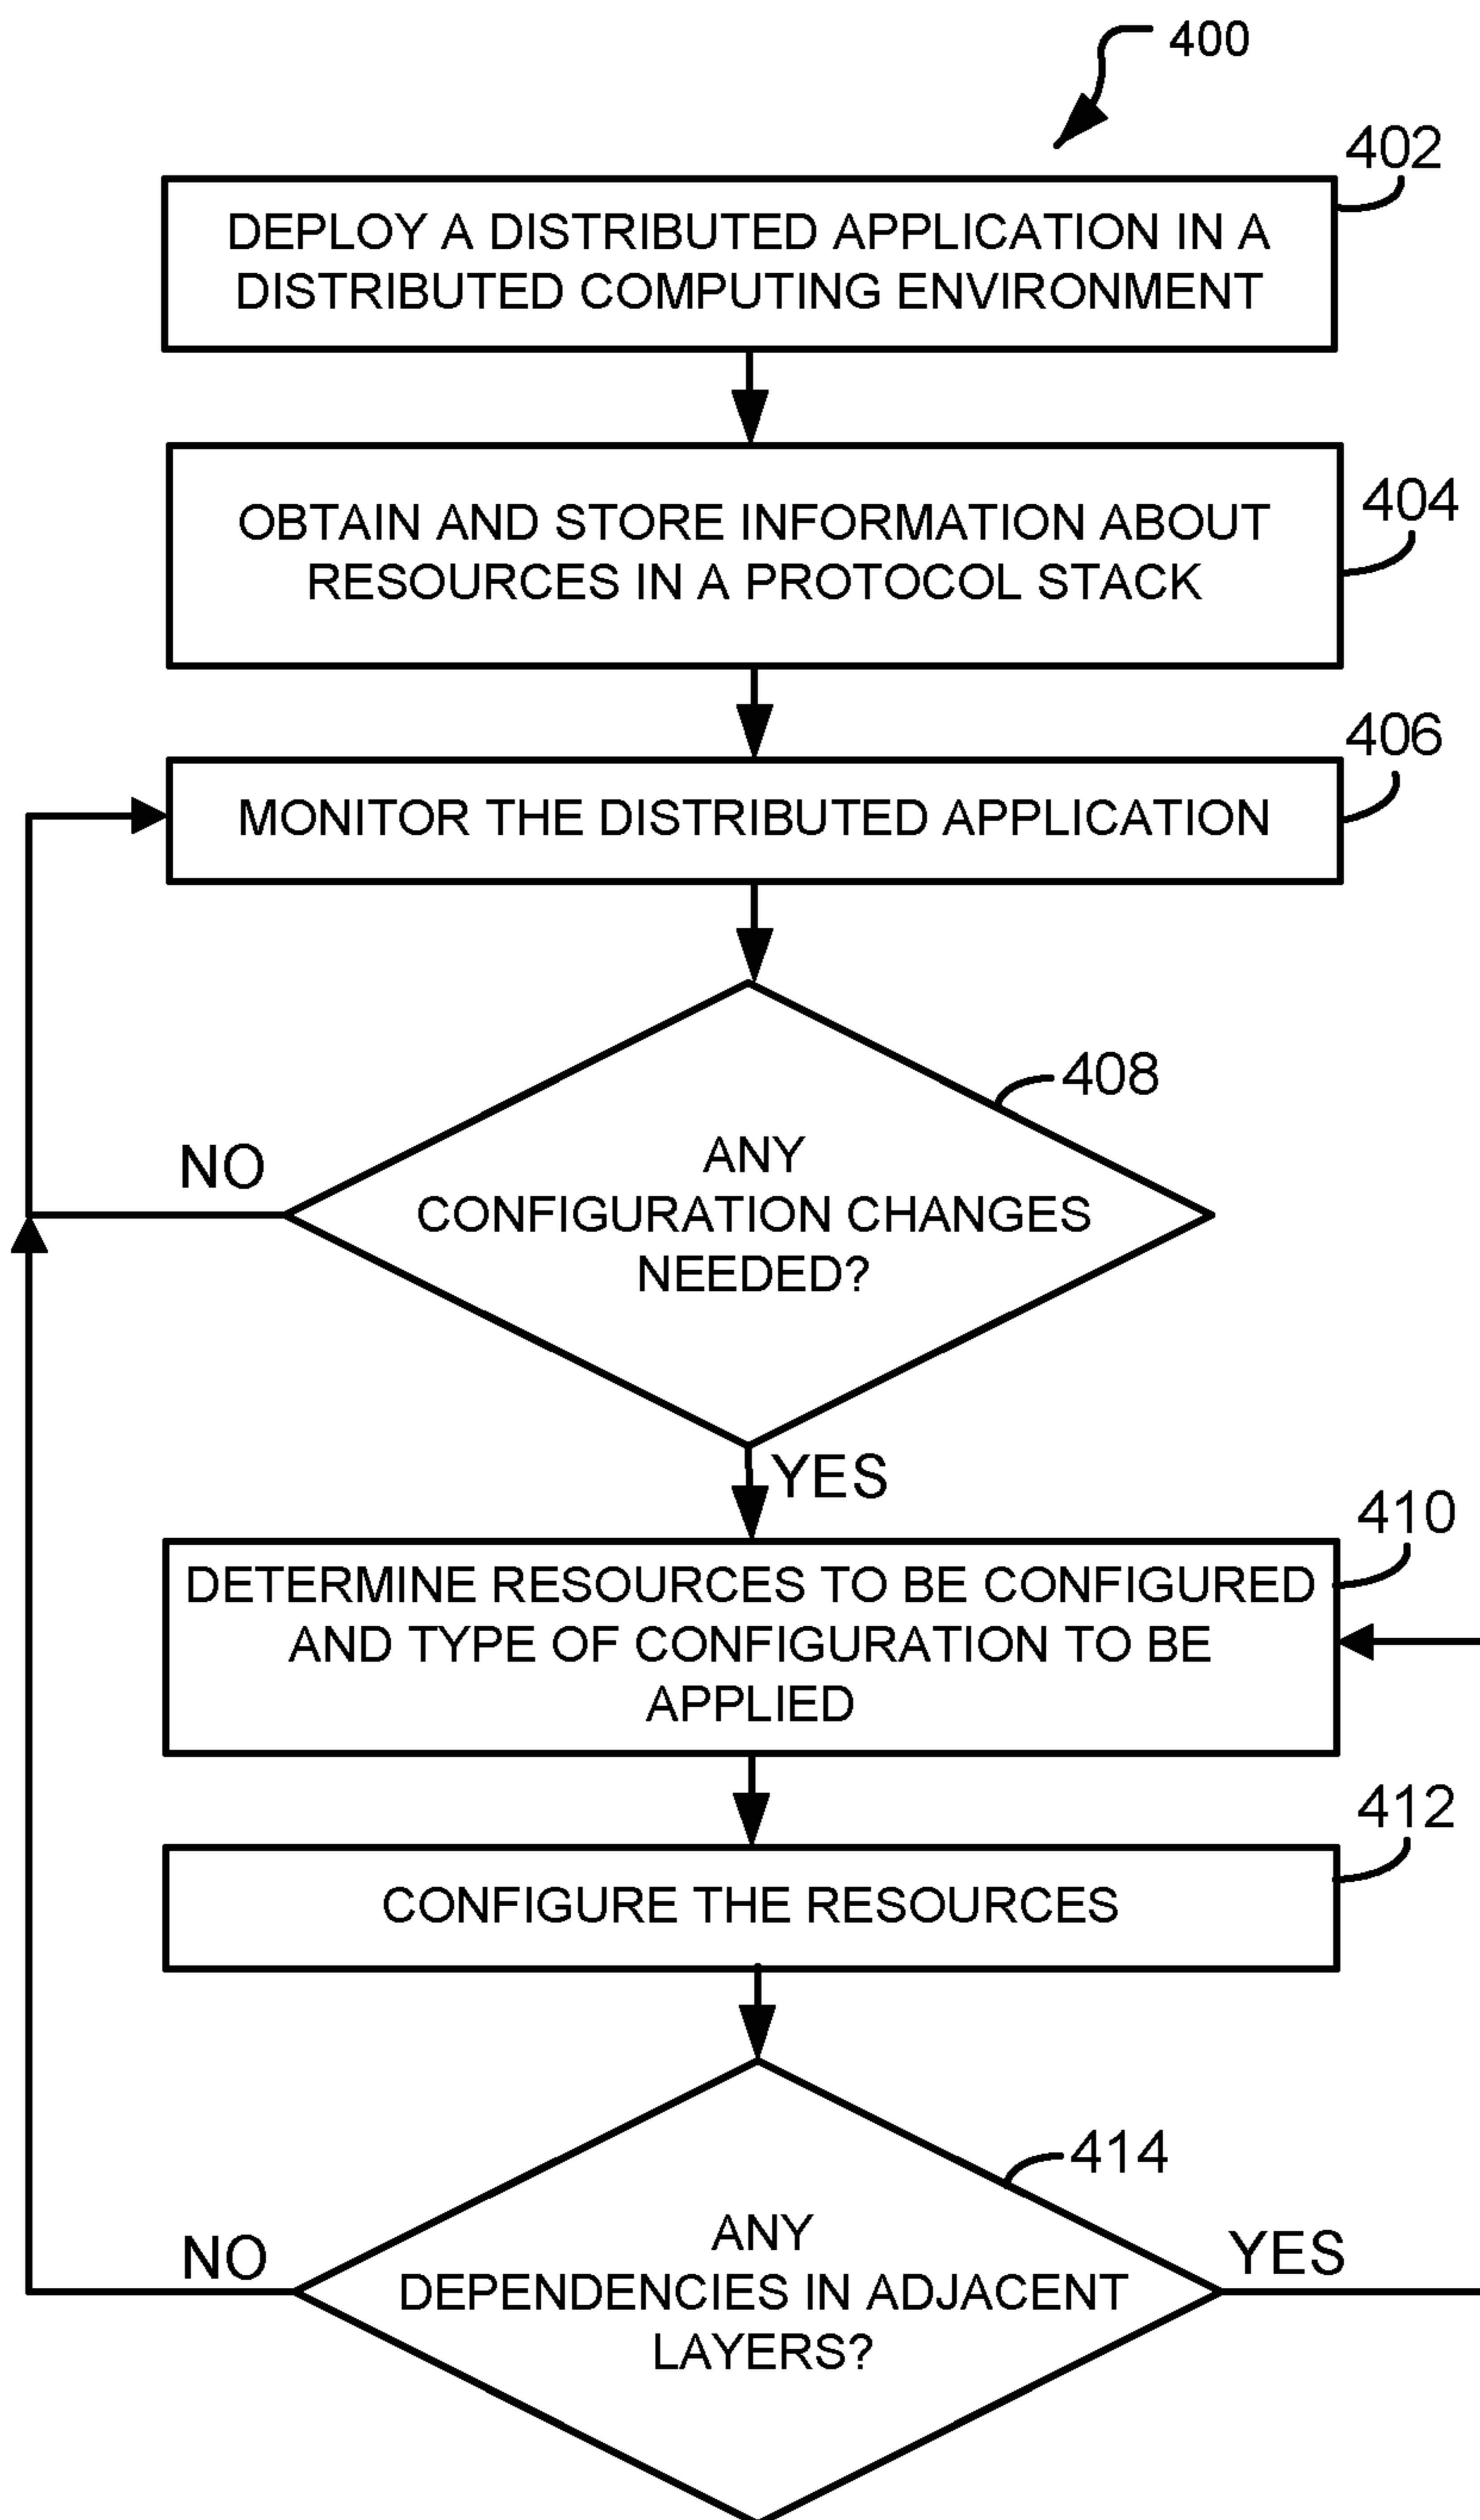 400
402
DEPLOY A DISTRIBUTED APPLICATION IN A
DISTRIBUTED COMPUTING ENVIRONMENT
404
OBTAIN AND STORE INFORMATION ABOUT
RESOURCES IN A PROTOCOL STACK
406
MONITOR THE DISTRIBUTED APPLICATION
408
ANY
CONFIGURATION CHANGES
NEEDED?
NO
YES
410
DETERMINE RESOURCES TO BE CONFIGURED
AND TYPE OF CONFIGURATION TO BE
APPLIED
412
CONFIGURE THE RESOURCES
414
ANY
DEPENDENCIES IN ADJACENT
LAYERS?
NO
YES